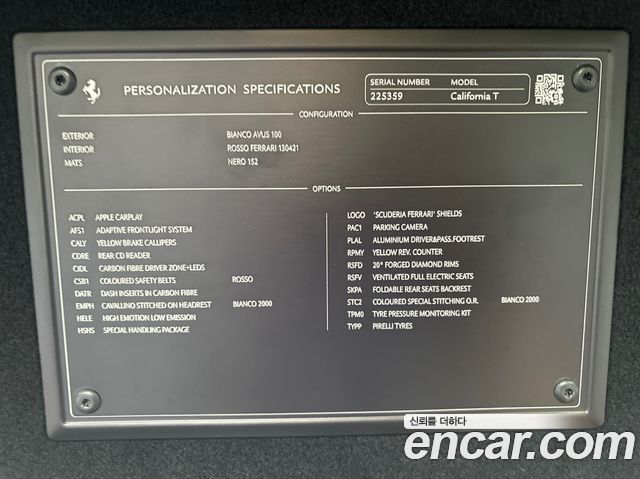 PERSONALIZATION SPECIFICATIONS
SERIAL NUMBER MODEL
225359 California T
CONFIGURATION
EXTERIOR BIANCO AVUS 100
INTERIOR ROSSO FERRARI 130421
MATS NERO 152
OPTIONS
ACPL APPLE CARPLAY
AFS1 ADAPTIVE FRONTLIGHT SYSTEM
CALY YELLOW BRAKE CALLIPERS
CDRE REAR CD READER
CIDL CARBON FIBRE DRIVER ZONE+LEDS
CSB1 COLOURED SAFETY BELTS ROSSO
DATR DASH INSERTS IN CARBON FIBRE
EMPH CAVALLINO STITCHED ON HEADREST BIANCO 2000
HELE HIGH EMOTION LOW EMISSION
HSHS SPECIAL HANDLING PACKAGE
LOGO 'SCUDERIA FERRARI' SHIELDS
PAC1 PARKING CAMERA
PLAL ALUMINIUM DRIVER&PASS.FOOTREST
RPMY YELLOW REV. COUNTER
RSFD 20" FORGED DIAMOND RIMS
RSFV VENTILATED FULL ELECTRIC SEATS
SKPA FOLDABLE REAR SEATS BACKREST
STC2 COLOURED SPECIAL STITCHING O.R. BIANCO 2000
TPM0 TYRE PRESSURE MONITORING KIT
TYPP PIRELLI TYRES
신뢰를 더하다
encar.com